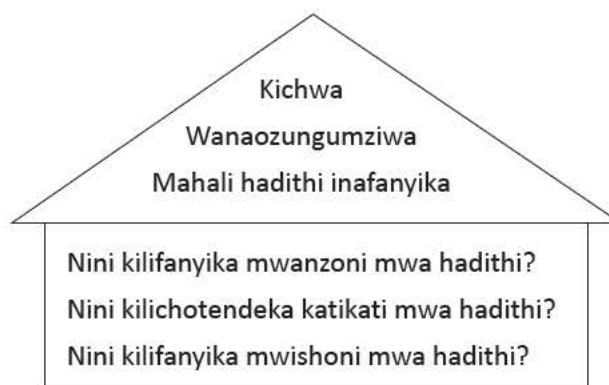 Kichwa
Wanaozungumziwa
Mahali hadithi inafanyika
Nini kilifanyika mwanzoni mwa hadithi?
Nini kilichotendeka katikati mwa hadithi?
Nini kilifanyika mwishoni mwa hadithi?